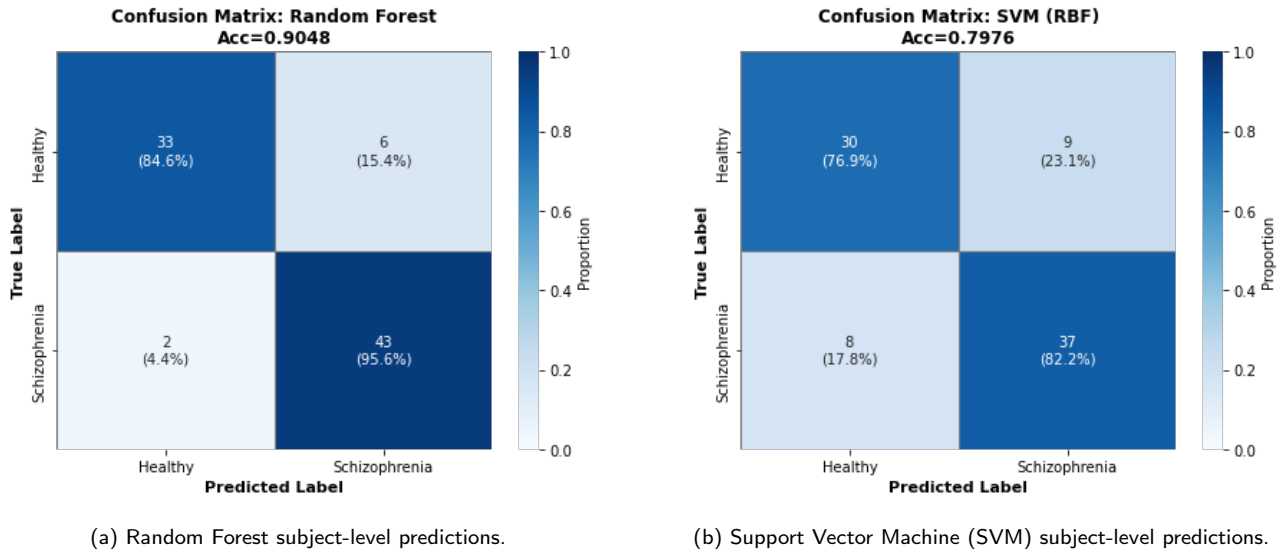 Confusion Matrix: Random Forest
Acc=0.9048
Healthy
Schizophrenia
True Label
33
(84.6%)
6
(15.4%)
2
(4.4%)
43
(95.6%)
Healthy
Schizophrenia
Predicted Label
1.0
0.8
0.6
0.4
0.2
0.0
Proportion
(a) Random Forest subject-level predictions.
Confusion Matrix: SVM (RBF)
Acc=0.7976
Healthy
Schizophrenia
True Label
30
(76.9%)
9
(23.1%)
8
(17.8%)
37
(82.2%)
Healthy
Schizophrenia
Predicted Label
1.0
0.8
0.6
0.4
0.2
0.0
Proportion
(b) Support Vector Machine (SVM) subject-level predictions.